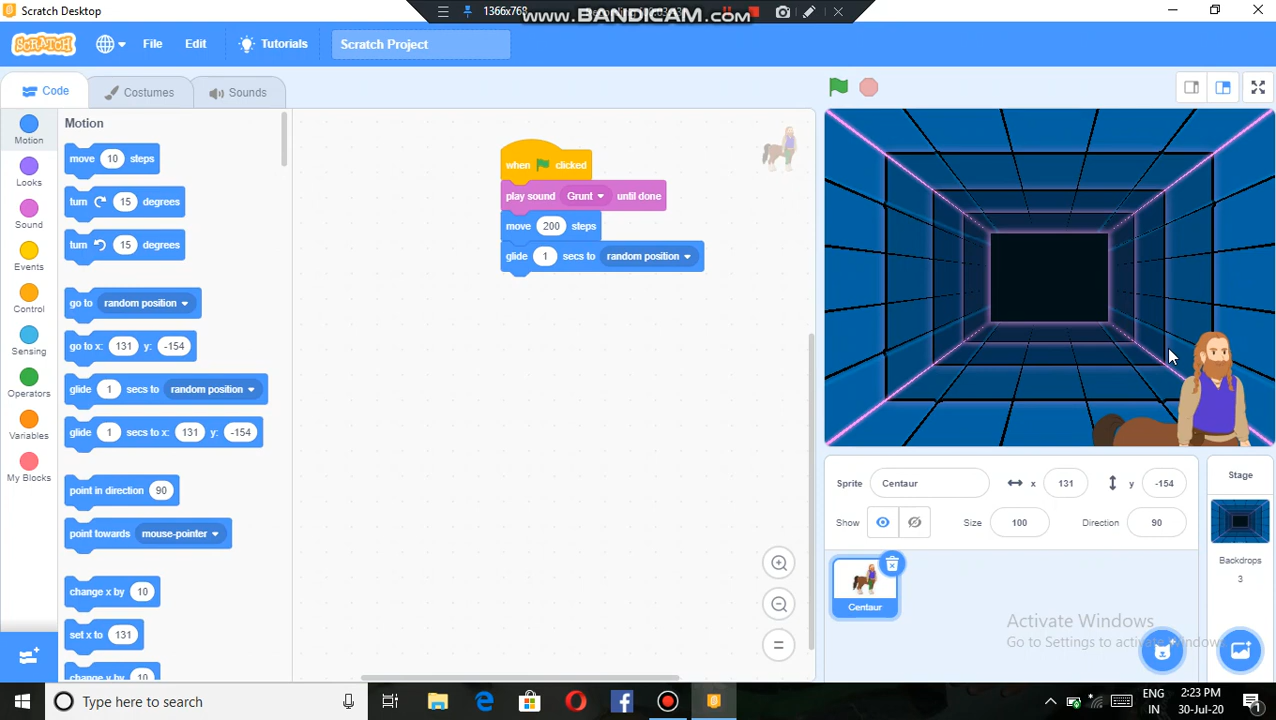 Scratch Desktop
1366x768
www.BANDICAM.com
SCRATCH
File
Edit
Tutorials
Scratch Project
Code
Costumes
Sounds
Motion
Looks
Sound
Events
Control
Sensing
Operators
Variables
My Blocks
Motion
move 10 steps
turn 15 degrees
turn 15 degrees
go to random position
go to x: 131 y: -154
glide 1 secs to random position
glide 1 secs to x: 131 y: -154
point in direction 90
point towards mouse-pointer
change x by 10
set x to 131
change y by 10
when clicked
play sound Grunt until done
move 200 steps
glide 1 secs to random position
Sprite Centaur x 131 y -154
Show Size 100 Direction 90
Centaur
Stage
Backdrops
3
Activate Windows
Go to Settings to activate Windows.
Type here to search
ENG
IN
2:23 PM
30-Jul-20
1